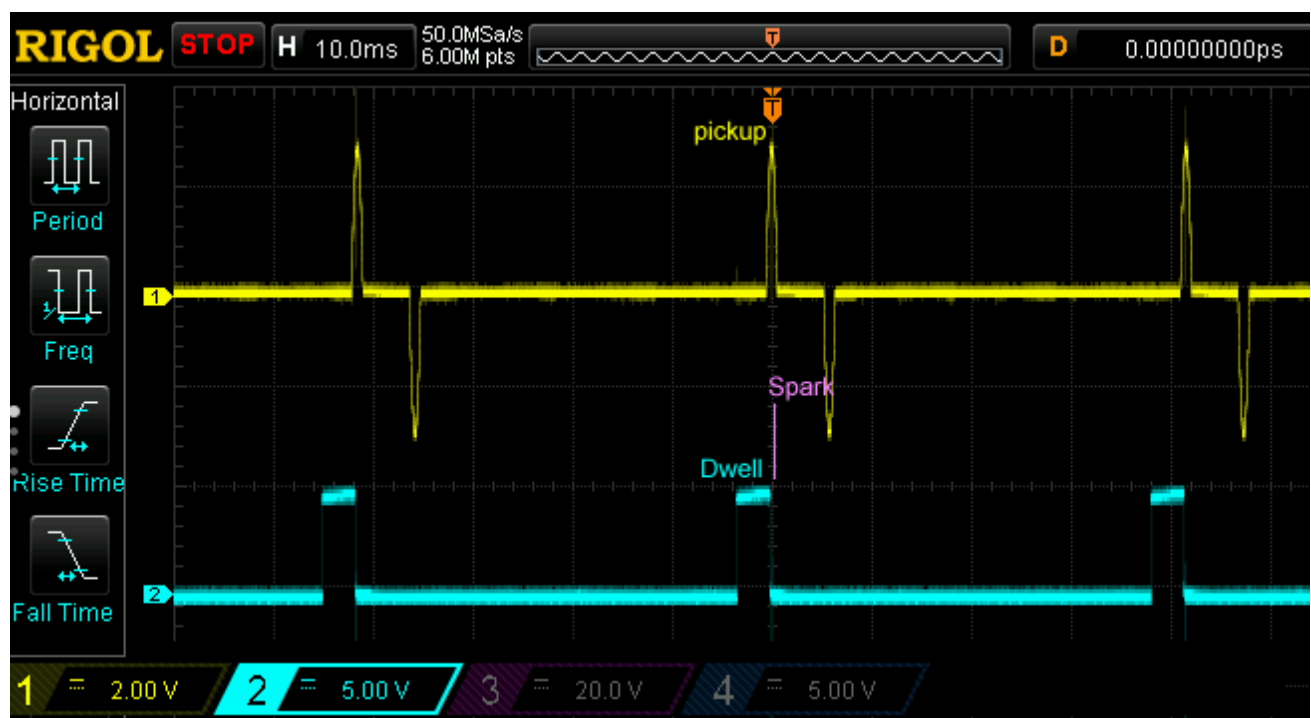 RIGOL STOP H 10.0ms 50.0MSa/s D 0.00000000ps
6.00M pts
T
Horizontal
T
pickup
Period
1
Freq
Spark
Dwell
Rise Time
2
Fall Time
1 2.00 V 2 5.00 V 3 20.0 V 4 5.00 V